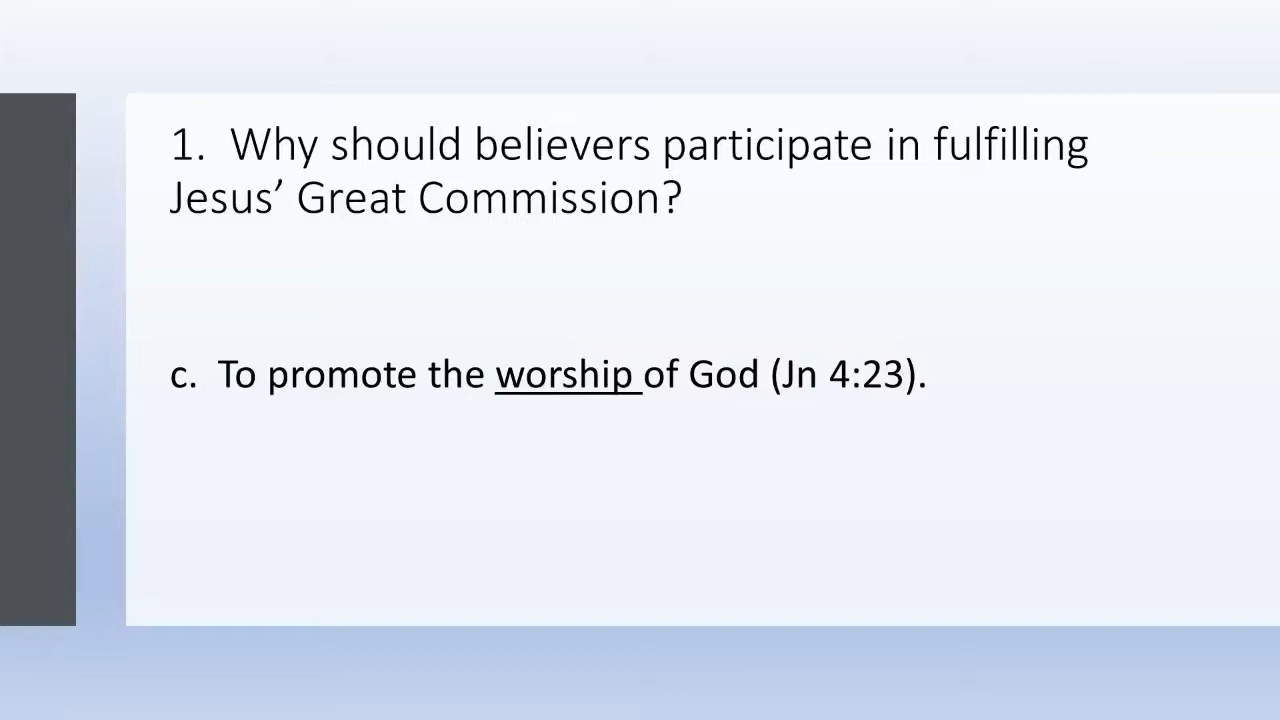 1. Why should believers participate in fulfilling
Jesus’ Great Commission?
c. To promote the worship of God (Jn 4:23).